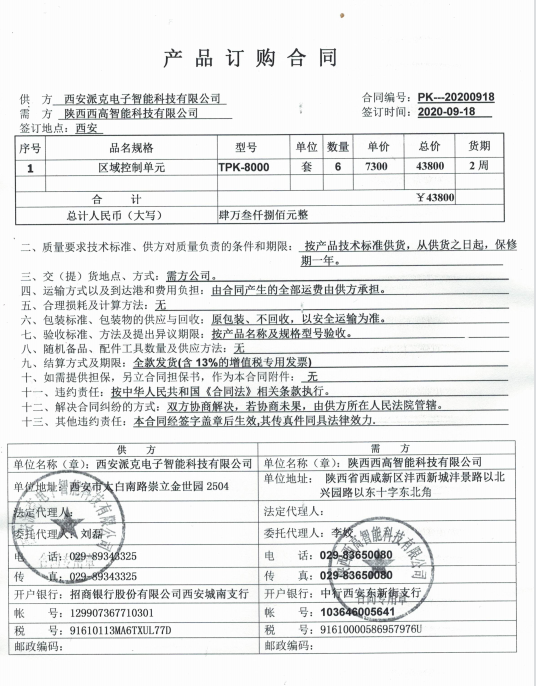 产品订购合同
供 方 西安派克电子智能科技有限公司 合同编号：PK---20200918
需 方 陕西西高智能科技有限公司 签订时间：2020-09-18
签订地点：西安
序号 品名规格 型号 单位 数量 单价 总价 货期
1 区域控制单元 TPK-8000 套 6 7300 43800 2 周
合 计 ￥43800
总计人民币（大写） 肆万叁仟捌佰元整
二、质量要求技术标准、供方对质量负责的条件和期限：按产品技术标准供货，从供货之日起，保修
期一年。
三、交（提）货地点、方式：需方公司。
四、运输方式以及到达港和费用负担：由合同产生的全部运费由供方承担。
五、合理损耗及计算方法：无
六、包装标准、包装物的供应与回收：原包装、不回收，以安全运输为准。
七、验收标准、方法及提出异议期限：按产品名称及规格型号验收。
八、随机备品、配件工具数量及供应方法：无
九、结算方式及期限：全款发货(含 13%的增值税专用发票)
十、如需提供担保，另立合同担保书，作为本合同附件：无
十一、违约责任：按中华人民共和国《合同法》相关条款执行。
十二、解决合同纠纷的方式：双方协商解决，若协商未果，由供方所在人民法院管辖。
十三、其他违约责任：本合同经签字盖章后生效,其传真件同具法律效力.
供 方 需 方
单位名称（章）：西安派克电子智能科技有限公司 单位名称（章）：陕西西高智能科技有限公司
单位地址：西安市太白南路崇立金世园 2504 单位地址： 陕西省西咸新区沣西新城沣景路以北
兴园路以东十字东北角
法定代理人： 法定代理人：
委托代理人：刘磊 委托代理人：李姣
电 话：029-89343325 电 话：029-83650080
传 真：029-89343325 传 真：029-83650080
开户银行：招商银行股份有限公司西安城南支行 开户银行：中行西安东新街支行
帐 号：129907367710301 帐 号：103646005641
税 号：91610113MA6TXUL77D 税 号：91610000586957976U
邮政编码： 邮政编码：
合同专用章